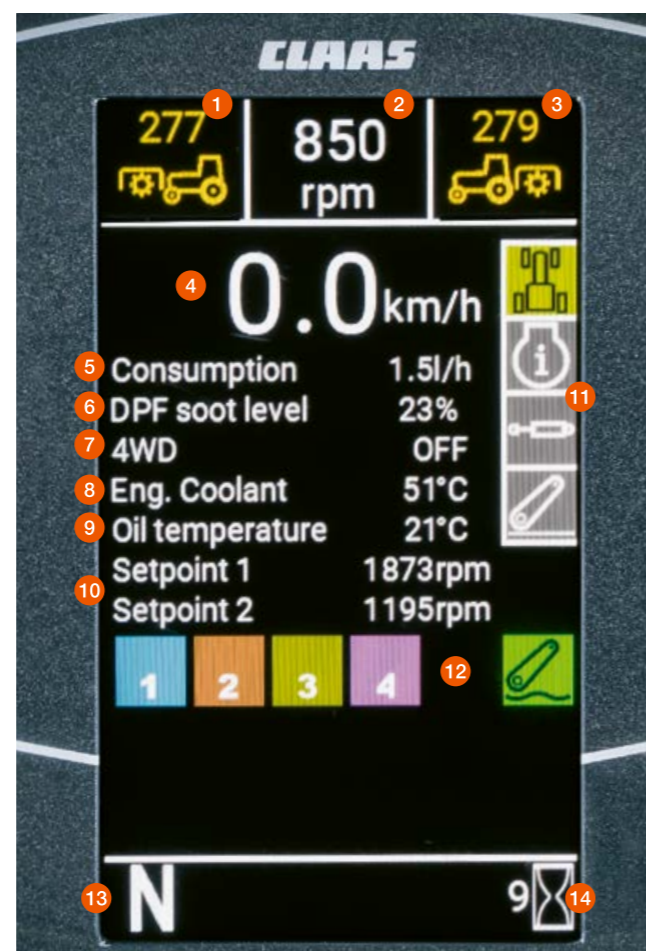 CLAAS
1 2 3
277 850 279
rpm
4 0.0 km/h
5 Consumption 1.5l/h
6 DPF soot level 23%
11
7 4WD OFF
8 Eng. Coolant 51°C
9 Oil temperature 21°C
Setpoint 1 1873rpm
10
Setpoint 2 1195rpm
1 2 3 4 12
13 N 9 14